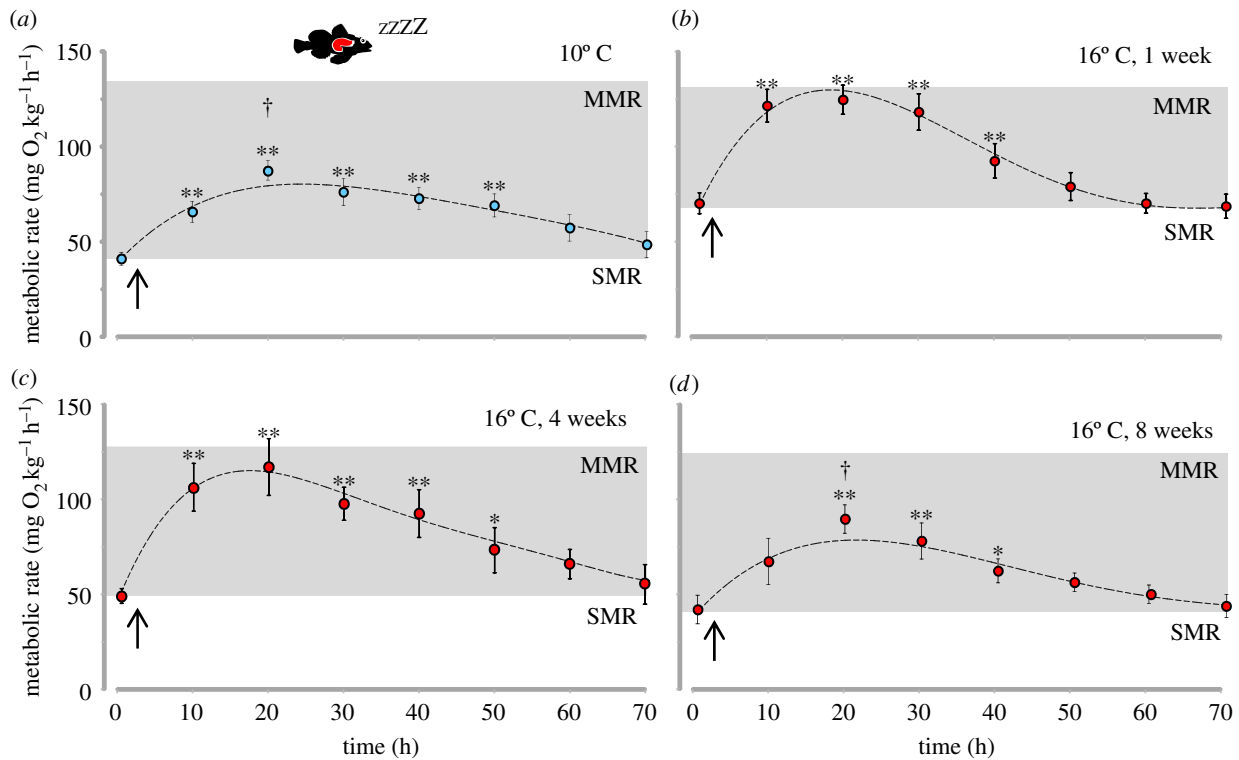 (a)
zZZZ
10º C
150
100
50
0
metabolic rate (mg O2 kg–1 h–1)
MMR
SMR
†
**
**
**
**
**
(b)
16º C, 1 week
MMR
SMR
**
**
**
**
(c)
16º C, 4 weeks
150
100
50
0
metabolic rate (mg O2 kg–1 h–1)
MMR
SMR
**
**
**
**
*
0 10 20 30 40 50 60 70
time (h)
(d)
16º C, 8 weeks
MMR
SMR
†
**
**
*
0 10 20 30 40 50 60 70
time (h)